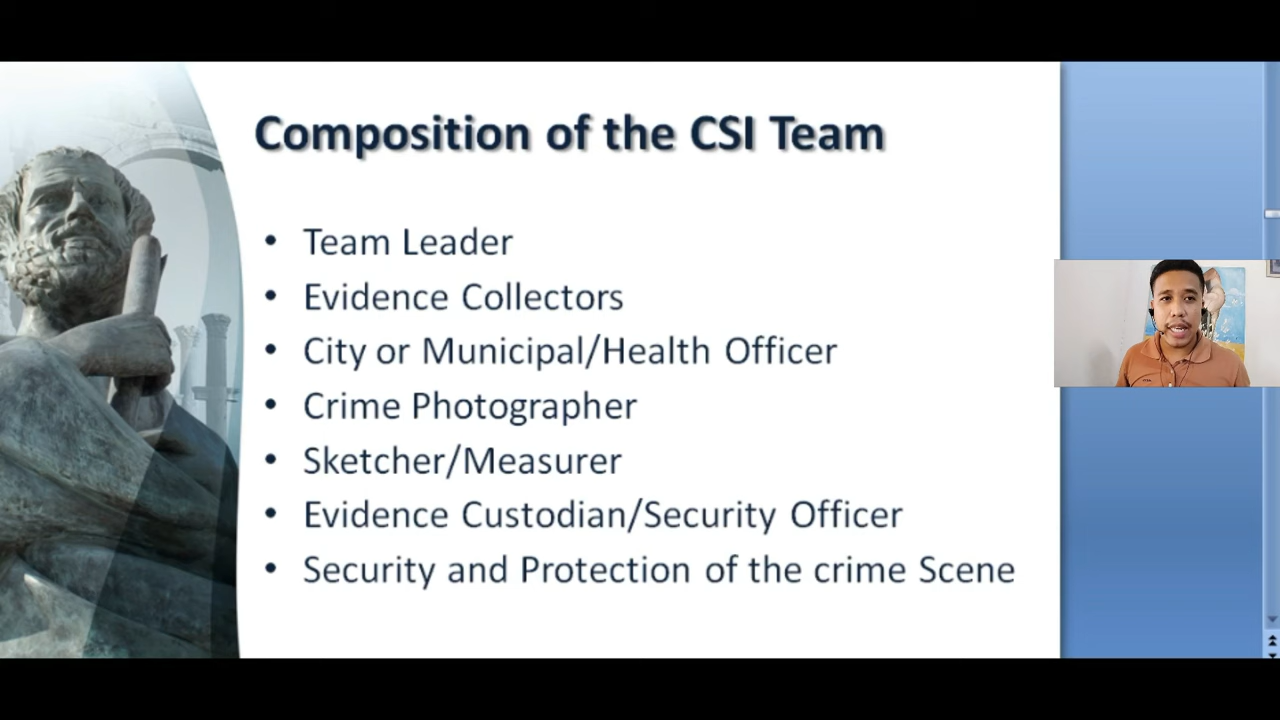 Composition of the CSI Team
• Team Leader
• Evidence Collectors
• City or Municipal/Health Officer
• Crime Photographer
• Sketcher/Measurer
• Evidence Custodian/Security Officer
• Security and Protection of the crime Scene